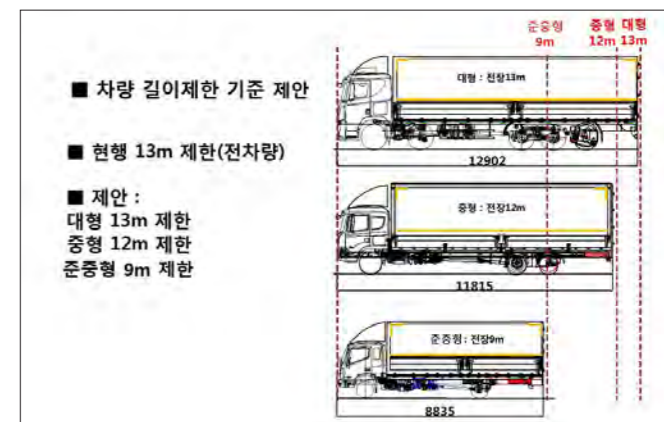 ■ 차량 길이제한 기준 제안
■ 현행 13m 제한(전차량)
■ 제안 :
대형 13m 제한
중형 12m 제한
준중형 9m 제한
준중형 중형 대형
9m 12m 13m
대형 : 전장13m
12902
중형 : 전장12m
11815
준중형 : 전장9m
8835